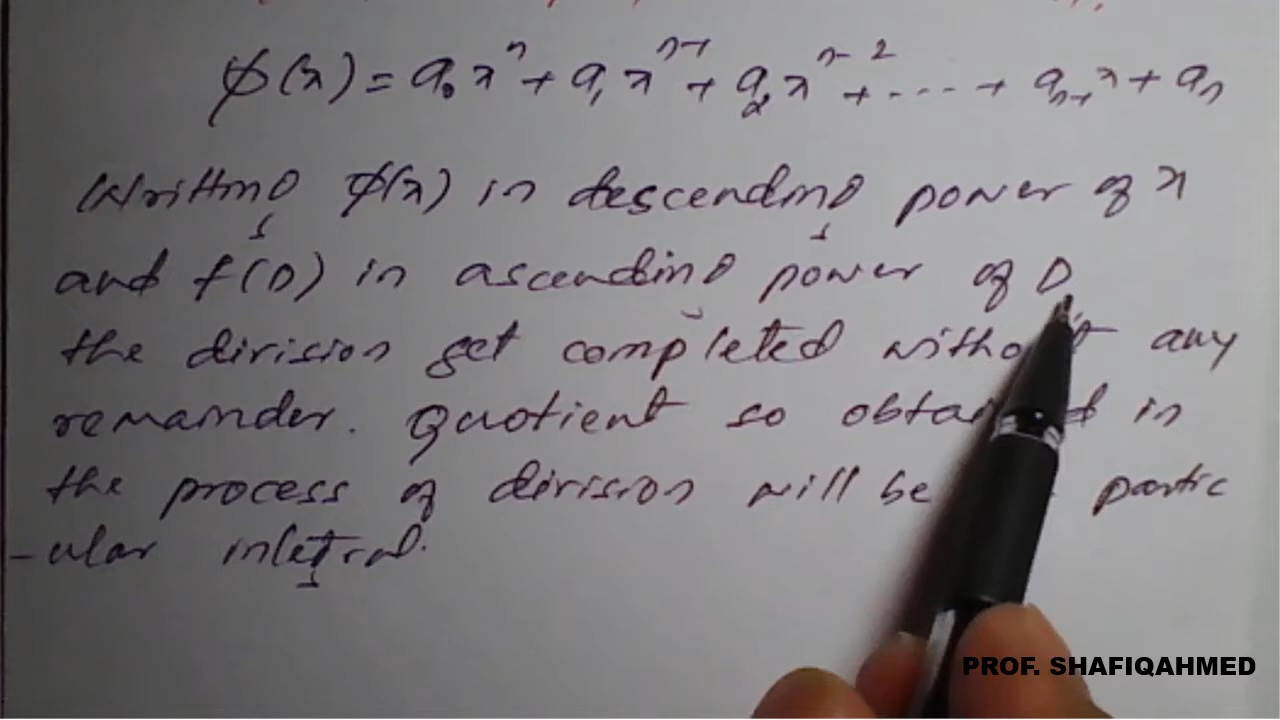 φ(x) = a₀xⁿ + a₁xⁿ⁻¹ + a₂xⁿ⁻² + .... + aₙ₋₁x + aₙ
Writing φ(x) in descending power of x
and f(D) in ascending power of D
the division get completed without any
remainder. Quotient so obtained in
the process of division will be partic
-ular integral.
PROF. SHAFIQAHMED